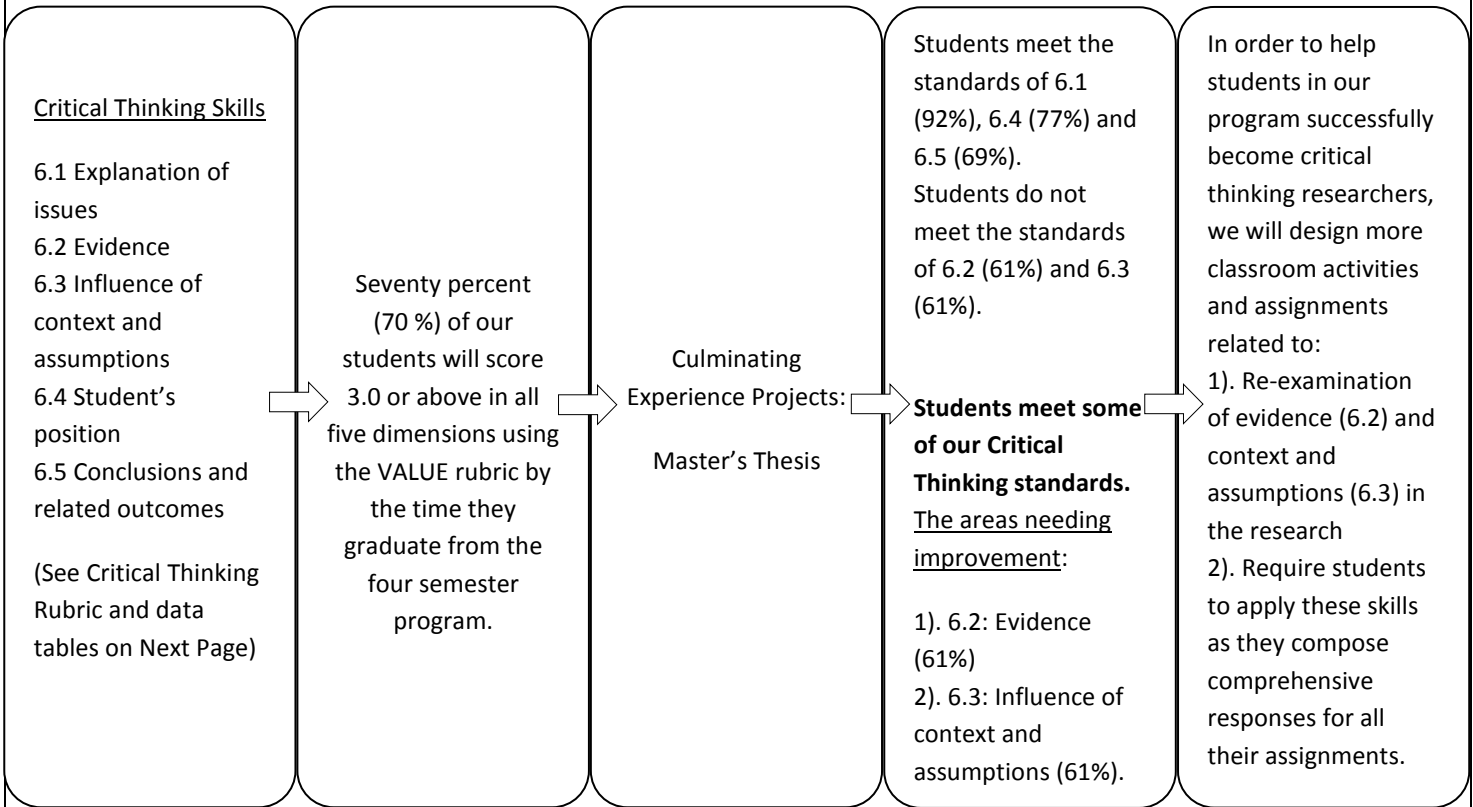 Critical Thinking Skills
6.1 Explanation of
issues
6.2 Evidence
6.3 Influence of
context and
assumptions
6.4 Student’s
position
6.5 Conclusions and
related outcomes
(See Critical Thinking
Rubric and data
tables on Next Page)
Seventy percent
(70 %) of our
students will score
3.0 or above in all
five dimensions using
the VALUE rubric by
the time they
graduate from the
four semester
program.
Culminating
Experience Projects:
Master’s Thesis
Students meet the
standards of 6.1
(92%), 6.4 (77%) and
6.5 (69%).
Students do not
meet the standards
of 6.2 (61%) and 6.3
(61%).
Students meet some
of our Critical
Thinking standards.
The areas needing
improvement:
1). 6.2: Evidence
(61%)
2). 6.3: Influence of
context and
assumptions (61%).
In order to help
students in our
program successfully
become critical
thinking researchers,
we will design more
classroom activities
and assignments
related to:
1). Re-examination
of evidence (6.2) and
context and
assumptions (6.3) in
the research
2). Require students
to apply these skills
as they compose
comprehensive
responses for all
their assignments.